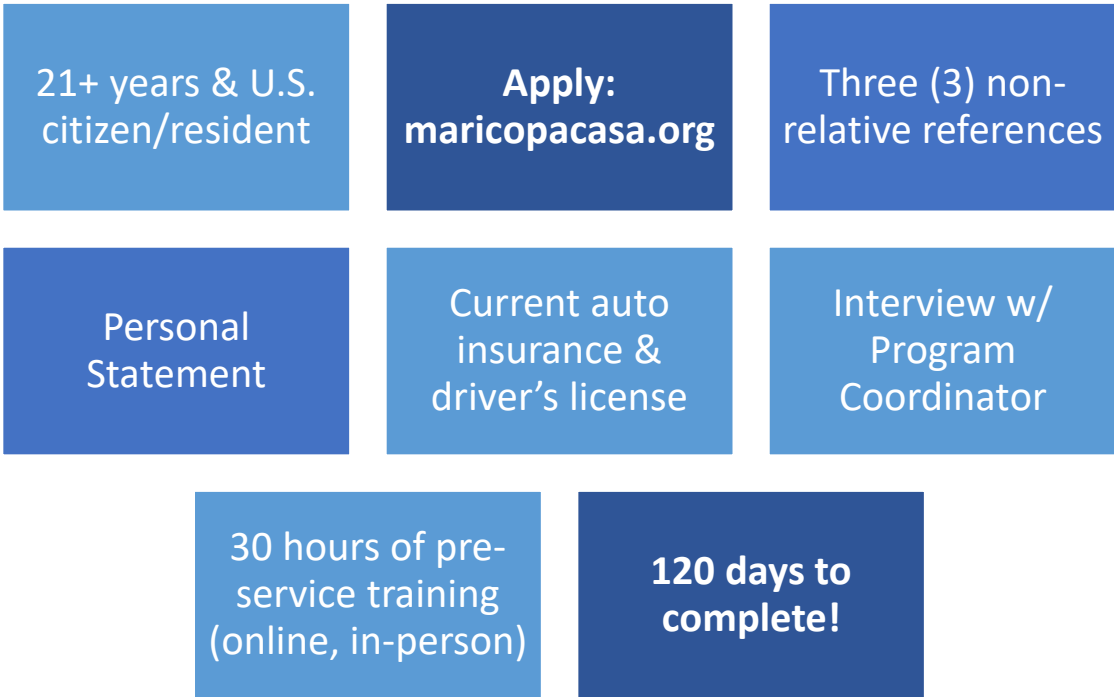 21+ years & U.S.
citizen/resident
Apply:
maricopacasa.org
Three (3) non-
relative references
Personal
Statement
Current auto
insurance &
driver’s license
Interview w/
Program
Coordinator
30 hours of pre-
service training
(online, in-person)
120 days to
complete!